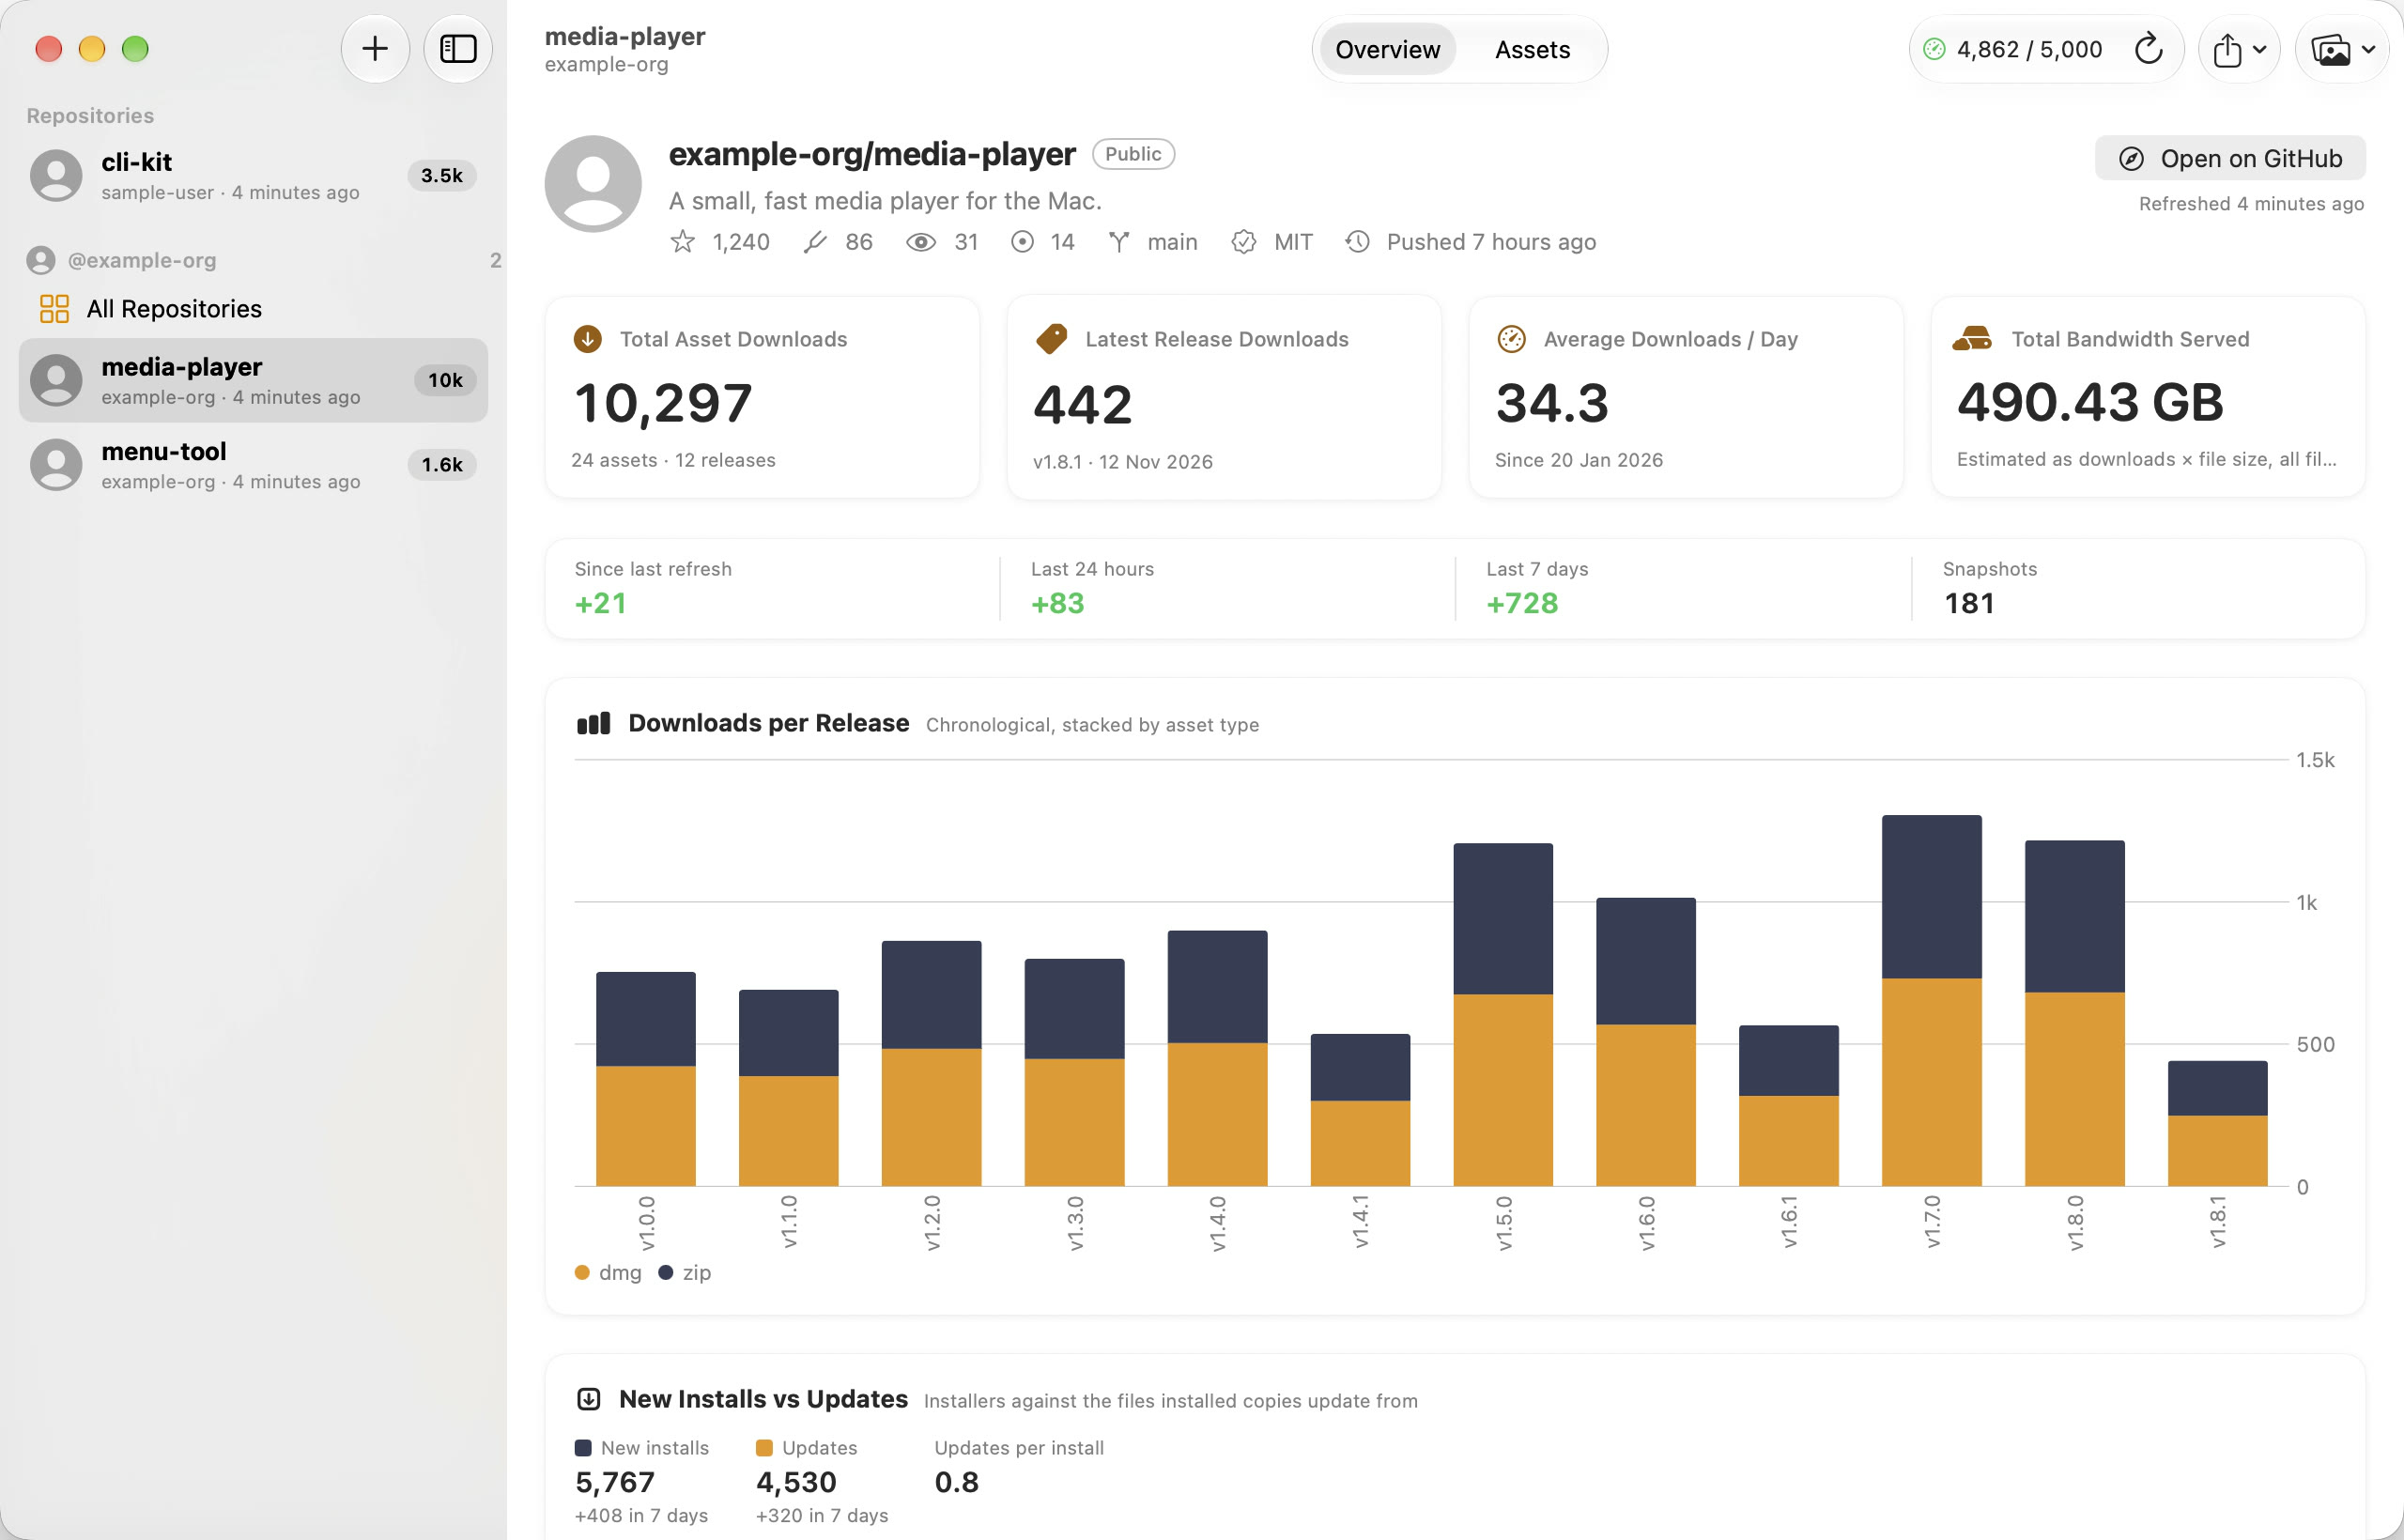 Repositories
cli-kit
sample-user · 4 minutes ago
3.5k
@example-org
2
All Repositories
media-player
example-org · 4 minutes ago
10k
menu-tool
example-org · 4 minutes ago
1.6k
media-player
example-org
Overview
Assets
4,862 / 5,000
example-org/media-player
Public
A small, fast media player for the Mac.
1,240
86
31
14
main
MIT
Pushed 7 hours ago
Open on GitHub
Refreshed 4 minutes ago
Total Asset Downloads
10,297
24 assets · 12 releases
Latest Release Downloads
442
v1.8.1 · 12 Nov 2026
Average Downloads / Day
34.3
Since 20 Jan 2026
Total Bandwidth Served
490.43 GB
Estimated as downloads × file size, all fil...
Since last refresh
+21
Last 24 hours
+83
Last 7 days
+728
Snapshots
181
Downloads per Release
Chronological, stacked by asset type
1.5k
1k
500
0
v1.0.0
v1.1.0
v1.2.0
v1.3.0
v1.4.0
v1.4.1
v1.5.0
v1.6.0
v1.6.1
v1.7.0
v1.8.0
v1.8.1
dmg
zip
New Installs vs Updates
Installers against the files installed copies update from
New installs
5,767
+408 in 7 days
Updates
4,530
+320 in 7 days
Updates per install
0.8